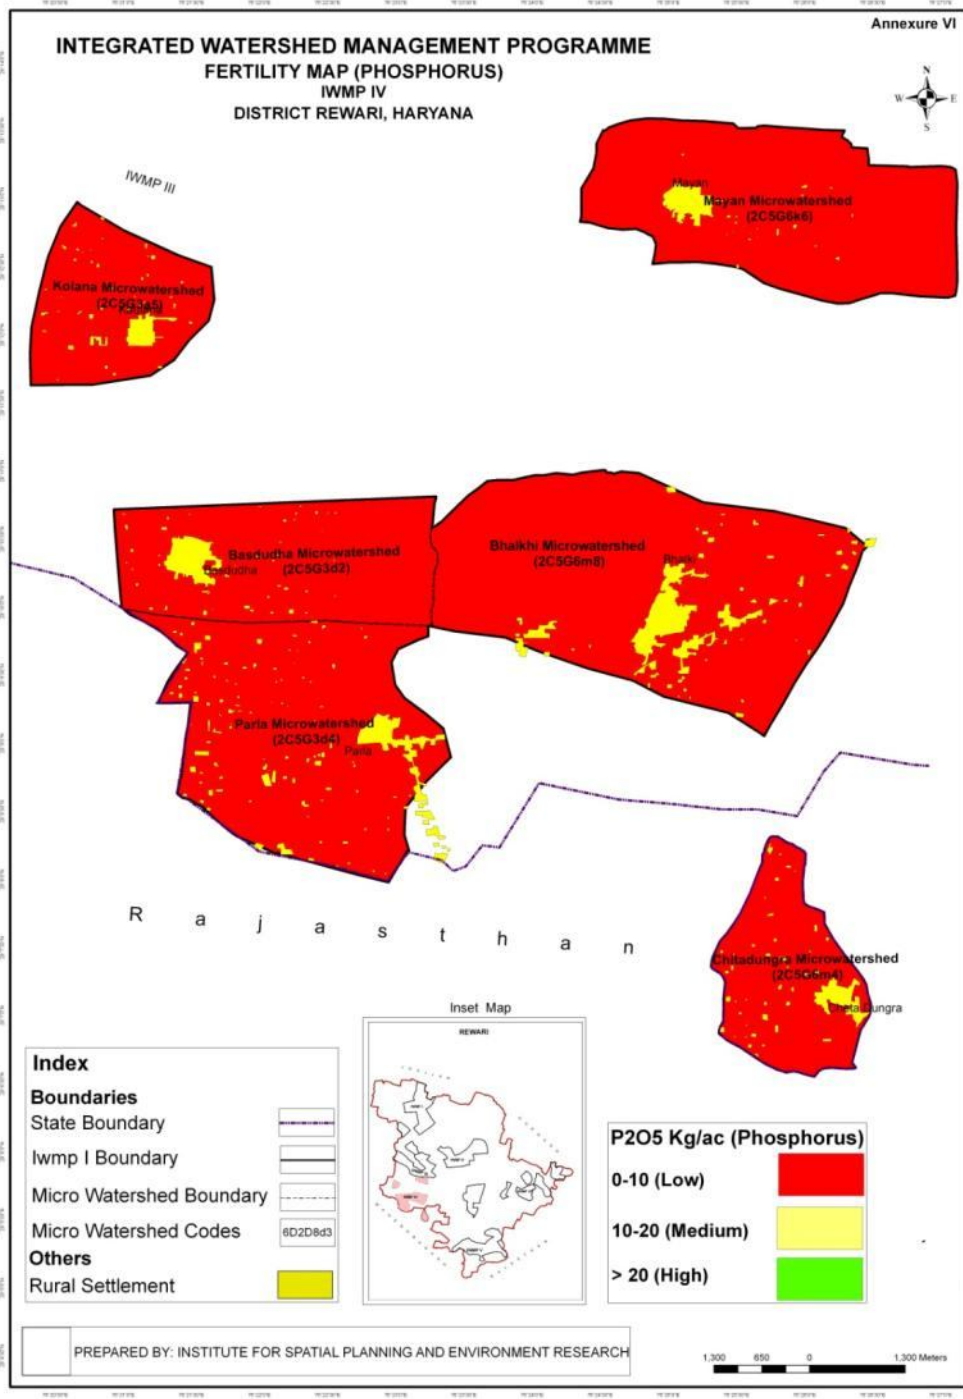 Annexure VI
INTEGRATED WATERSHED MANAGEMENT PROGRAMME
FERTILITY MAP (PHOSPHORUS)
IWMP IV
DISTRICT REWARI, HARYANA
N
W E
S
IWMP III
Mayan
Mayan Microwatershed
(2C5G6k6)
Kolana Microwatershed
Basdudha Microwatershed
(2C5G3d2)
Basdudha
Bhalkhi Microwatershed
(2C5G6m8)
Bhalki
Parla Microwatershed
(2C5G3d4)
Parla
Rajasthan
Chitadungra Microwatershed
(2C5G6m4)
Cheta Dungra
Inset Map
REWARI
Index
Boundaries
State Boundary
Iwmp I Boundary
Micro Watershed Boundary
Micro Watershed Codes 6D2D8d3
Others
Rural Settlement
P2O5 Kg/ac (Phosphorus)
0-10 (Low)
10-20 (Medium)
> 20 (High)
PREPARED BY: INSTITUTE FOR SPATIAL PLANNING AND ENVIRONMENT RESEARCH
1,300 650 0 1,300 Meters